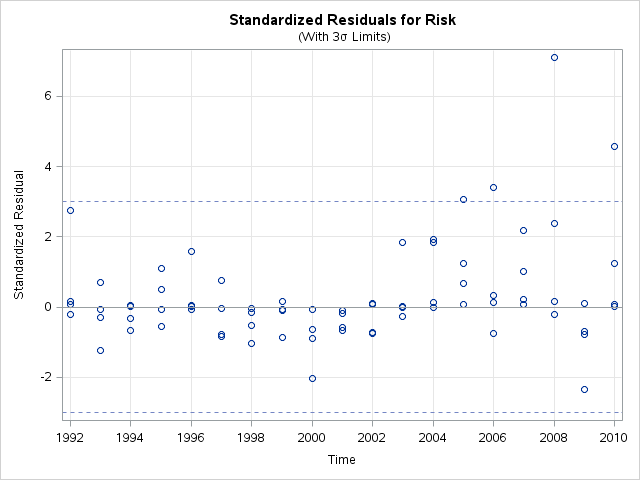 Standardized Residuals for Risk
(With 3σ Limits)
Standardized Residual
6
4
2
0
-2
1992 1994 1996 1998 2000 2002 2004 2006 2008 2010
Time